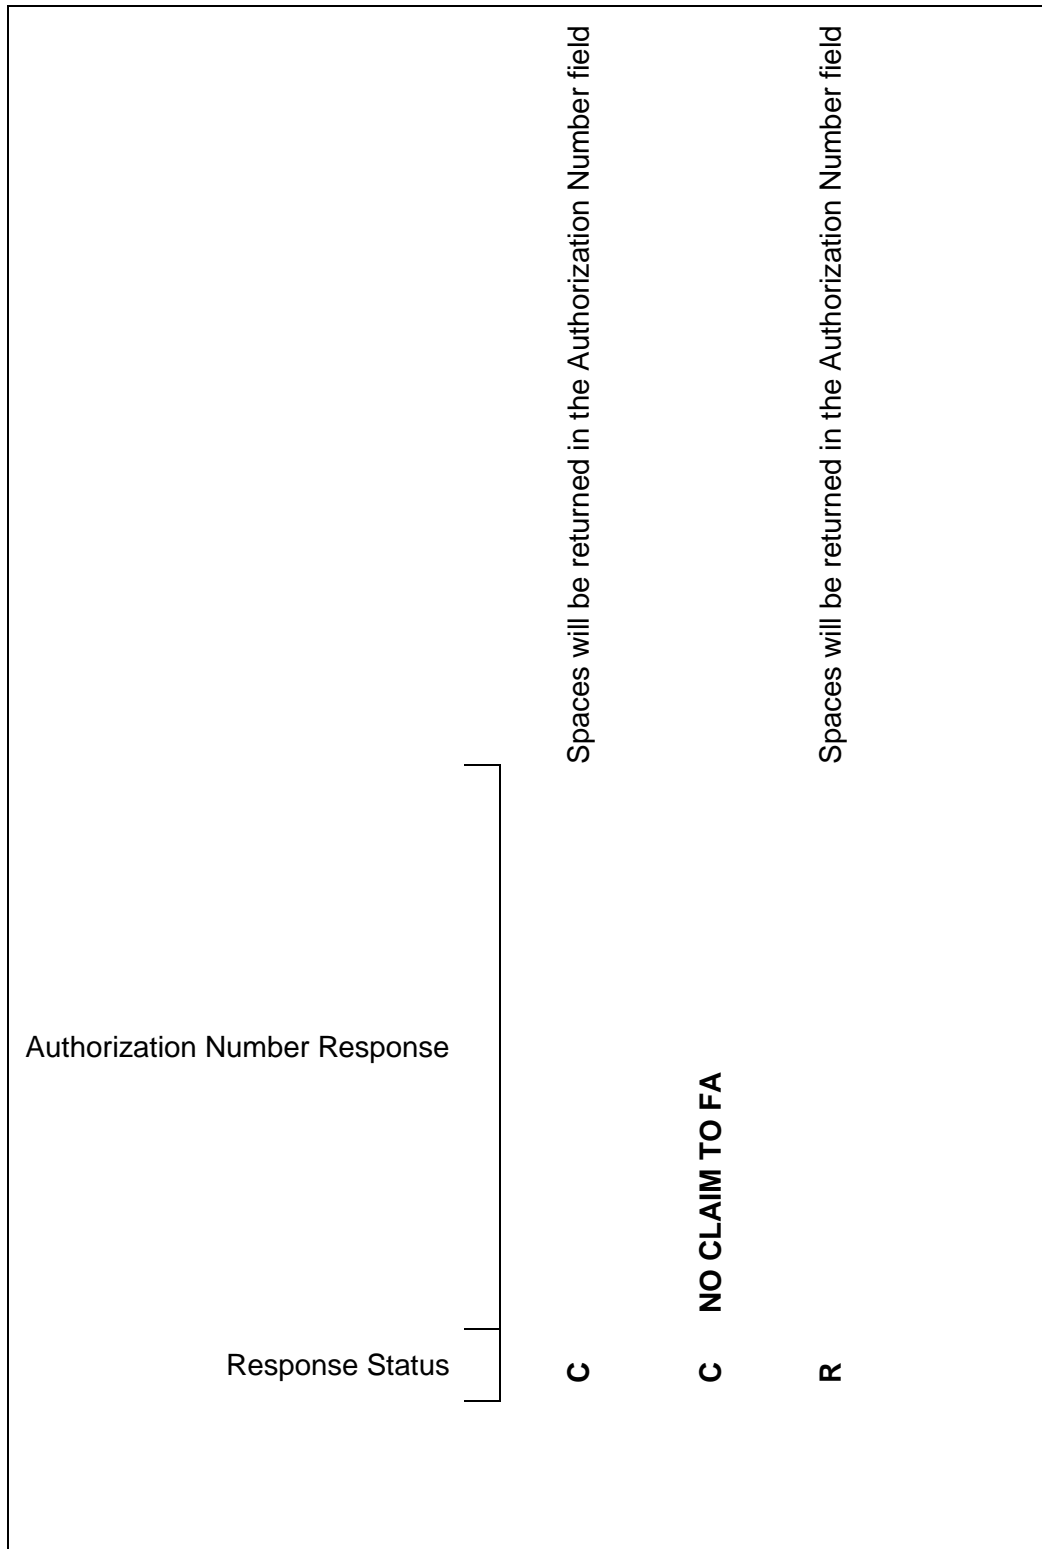 Authorization Number Response
Response Status
C Spaces will be returned in the Authorization Number field
C NO CLAIM TO FA
R Spaces will be returned in the Authorization Number field